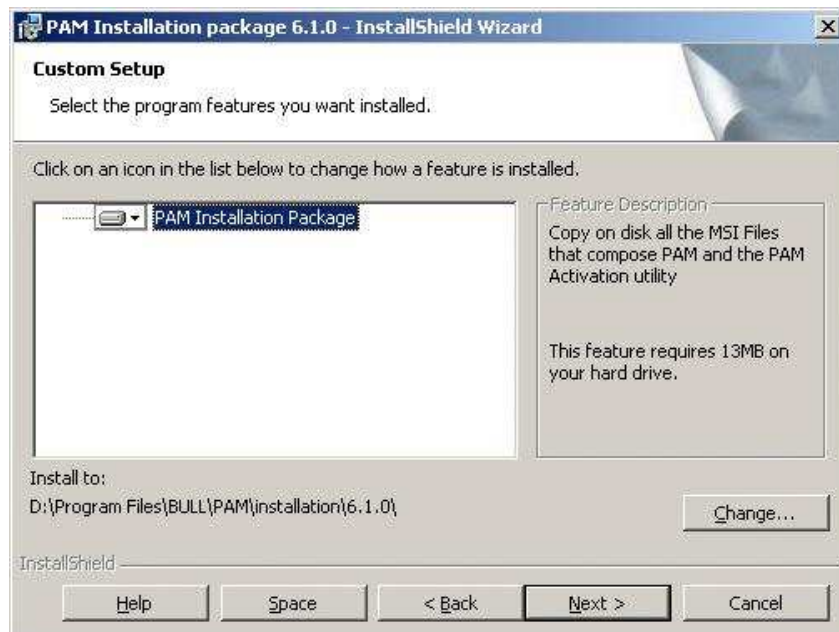 PAM Installation package 6.1.0 - InstallShield Wizard
Custom Setup
Select the program features you want installed.
Click on an icon in the list below to change how a feature is installed.
PAM Installation Package
Feature Description
Copy on disk all the MSI Files
that compose PAM and the PAM
Activation utility
This feature requires 13MB on
your hard drive.
Install to:
D:\Program Files\BULL\PAM\installation\6.1.0\
Change...
InstallShield
Help
Space
< Back
Next >
Cancel